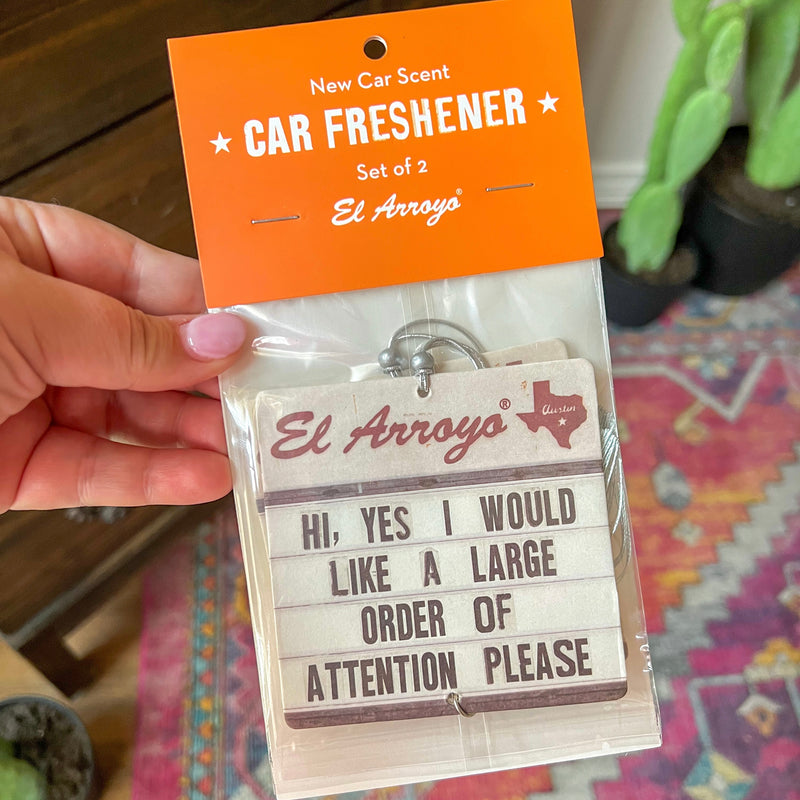 New Car Scent
★ CAR FRESHENER ★
Set of 2
El Arroyo®
El Arroyo®
Austin
HI, YES I WOULD
LIKE A LARGE
ORDER OF
ATTENTION PLEASE